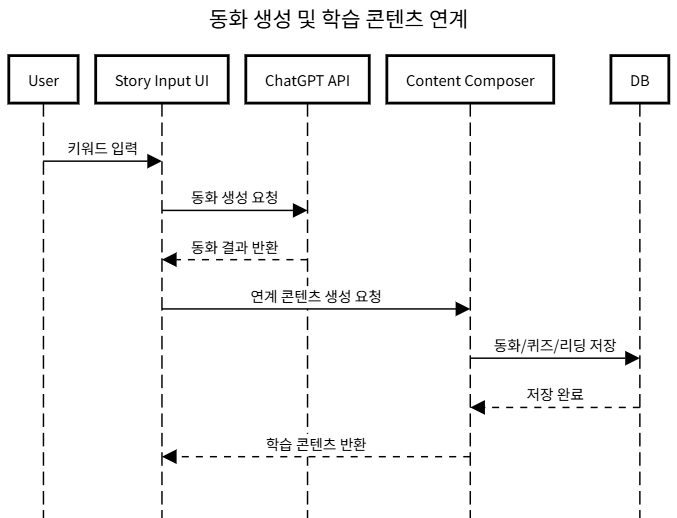 동화 생성 및 학습 콘텐츠 연계
User
Story Input UI
ChatGPT API
Content Composer
DB
키워드 입력
동화 생성 요청
동화 결과 반환
연계 콘텐츠 생성 요청
동화/퀴즈/리딩 저장
저장 완료
학습 콘텐츠 반환